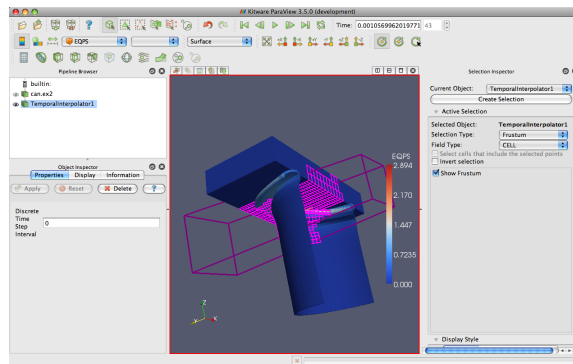 Kitware ParaView 3.5.0 (development)
Time: 0.0010569962019771 43
EQPS Surface
Pipeline Browser
builtin:
can.ex2
TemporalInterpolator1
Object Inspector
Properties Display Information
Apply Reset Delete ?
Discrete
Time
Step
Interval
0
EQPS
2.894
2.170
1.447
0.7235
0.000
Z
Y
Selection Inspector
Current Object: TemporalInterpolator1
Create Selection
Active Selection
Selected Object: TemporalInterpolator1
Selection Type: Frustum
Field Type: CELL
Select cells that include the selected points
Invert selection
Show Frustum
Display Style